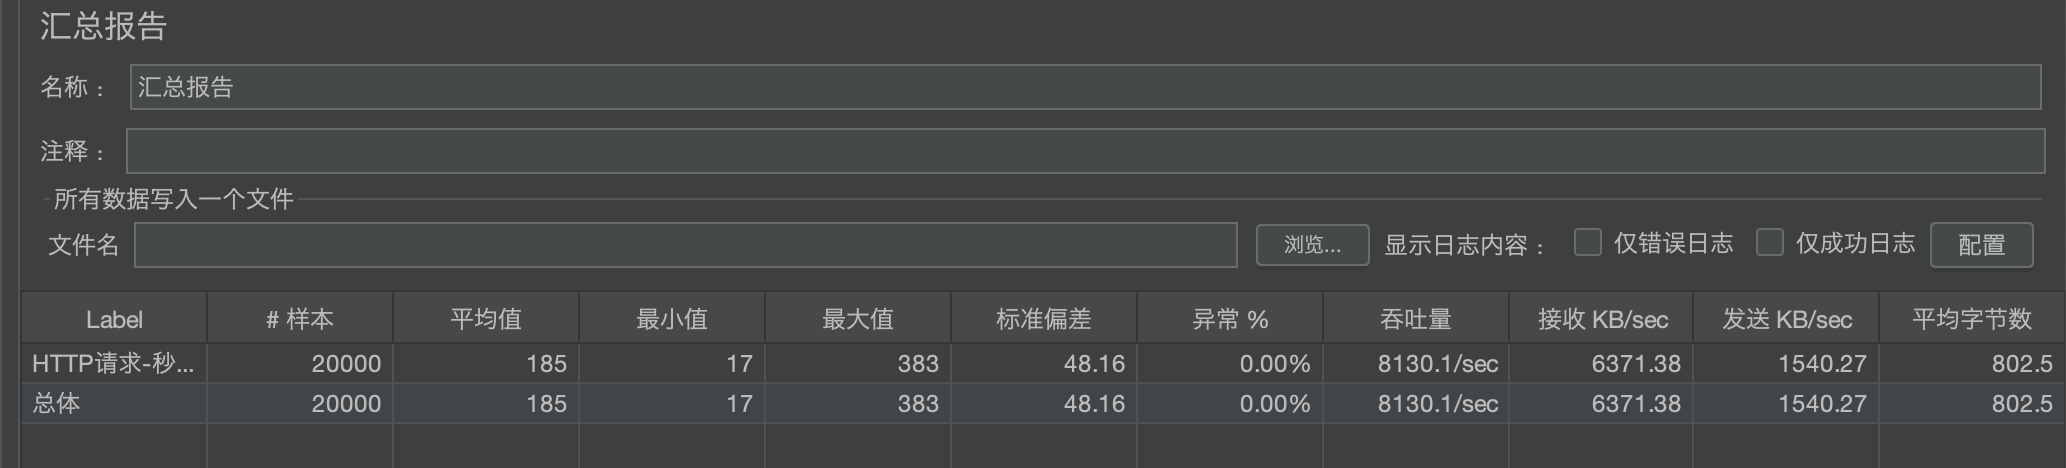 汇总报告
名称： 汇总报告
注释：
所有数据写入一个文件
文件名 浏览... 显示日志内容： 仅错误日志 仅成功日志 配置
Label # 样本 平均值 最小值 最大值 标准偏差 异常 % 吞吐量 接收 KB/sec 发送 KB/sec 平均字节数
HTTP请求-秒... 20000 185 17 383 48.16 0.00% 8130.1/sec 6371.38 1540.27 802.5
总体 20000 185 17 383 48.16 0.00% 8130.1/sec 6371.38 1540.27 802.5